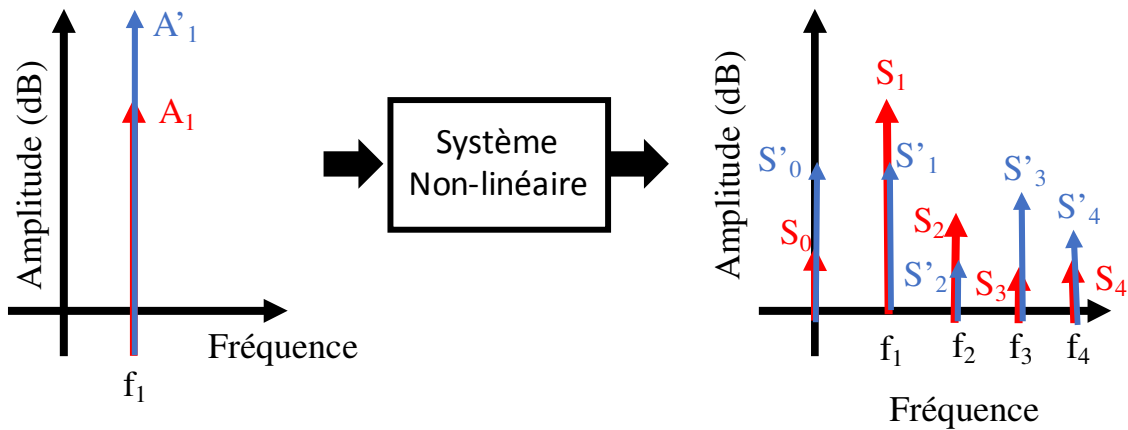 Amplitude (dB)
A’₁
A₁
Fréquence
f₁
Système
Non-linéaire
Amplitude (dB)
S₁
S’₀
S’₁
S’₃
S’₄
S₀
S₂
S’₂
S₃
S₄
f₁
f₂
f₃
f₄
Fréquence